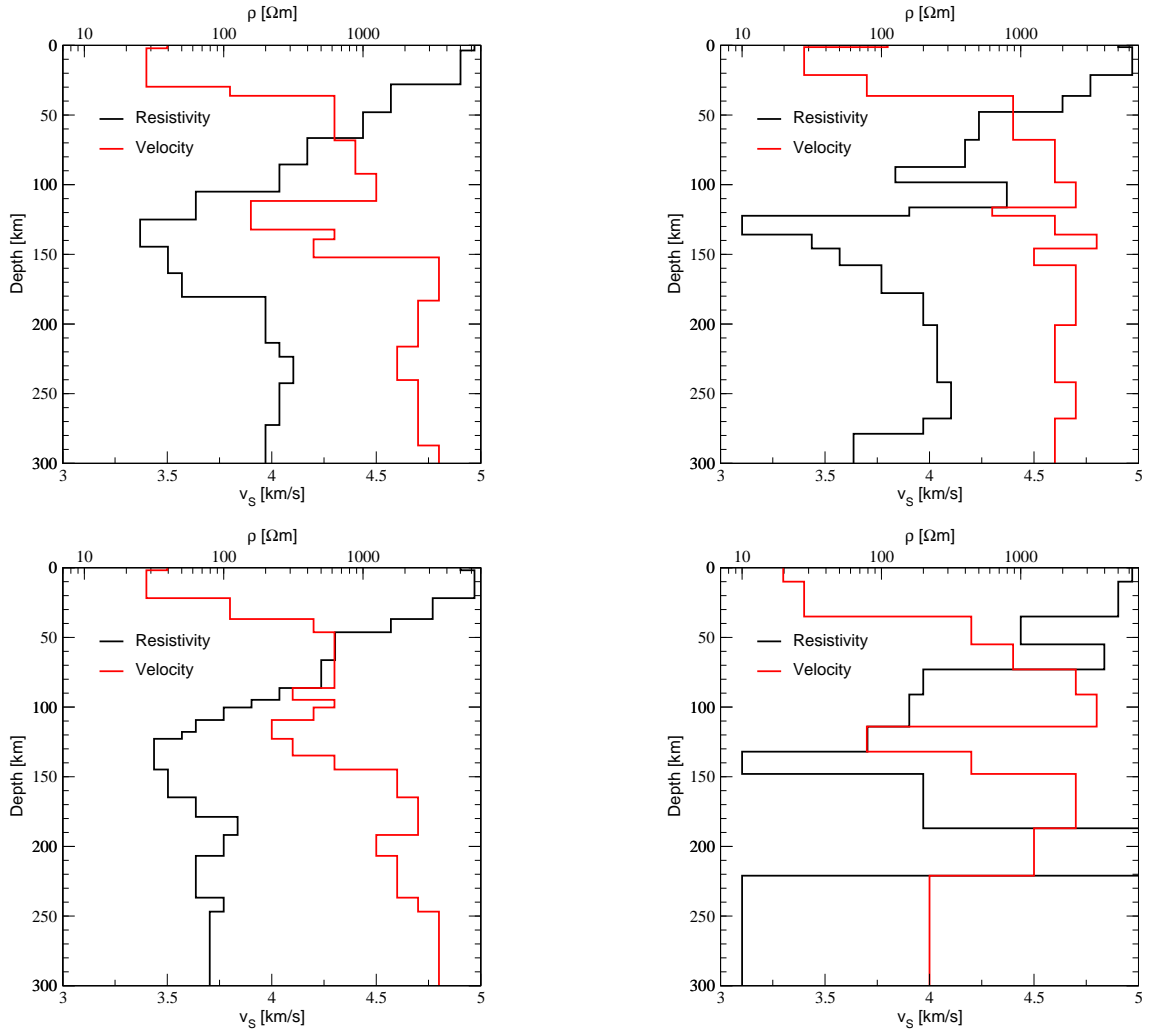 ρ [Ωm]
10 100 1000
0
50
100
150
200
250
300
Depth [km]
Resistivity
Velocity
3 3.5 4 4.5 5
v_S [km/s]
ρ [Ωm]
10 100 1000
0
50
100
150
200
250
300
Depth [km]
Resistivity
Velocity
3 3.5 4 4.5 5
v_S [km/s]
ρ [Ωm]
10 100 1000
0
50
100
150
200
250
300
Depth [km]
Resistivity
Velocity
3 3.5 4 4.5 5
v_S [km/s]
ρ [Ωm]
10 100 1000
0
50
100
150
200
250
300
Depth [km]
Resistivity
Velocity
3 3.5 4 4.5 5
v_S [km/s]